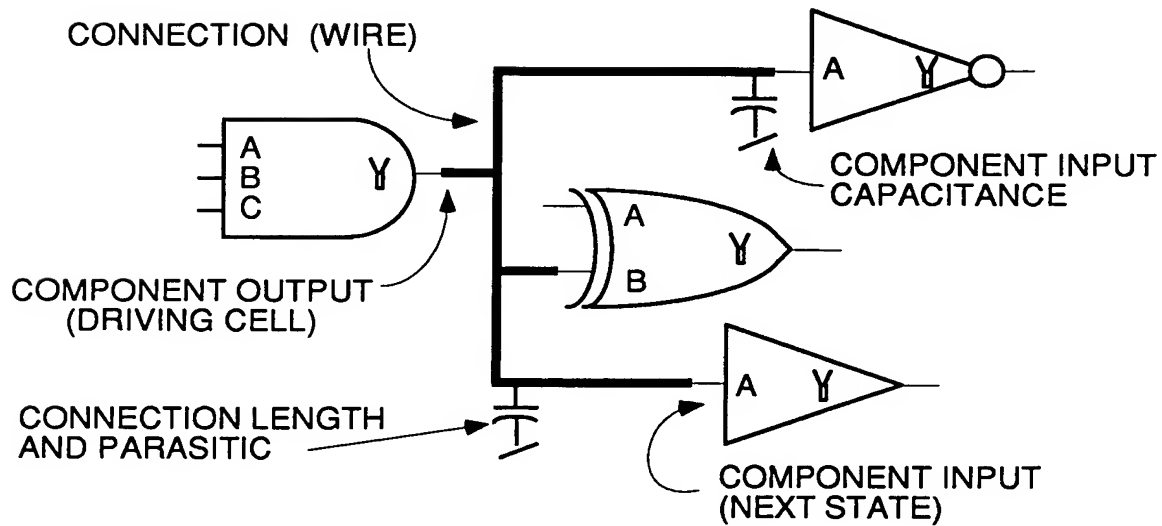 CONNECTION (WIRE)
A
Y
A
B
C
Y
COMPONENT INPUT
CAPACITANCE
A
B
Y
COMPONENT OUTPUT
(DRIVING CELL)
A
Y
CONNECTION LENGTH
AND PARASITIC
COMPONENT INPUT
(NEXT STATE)